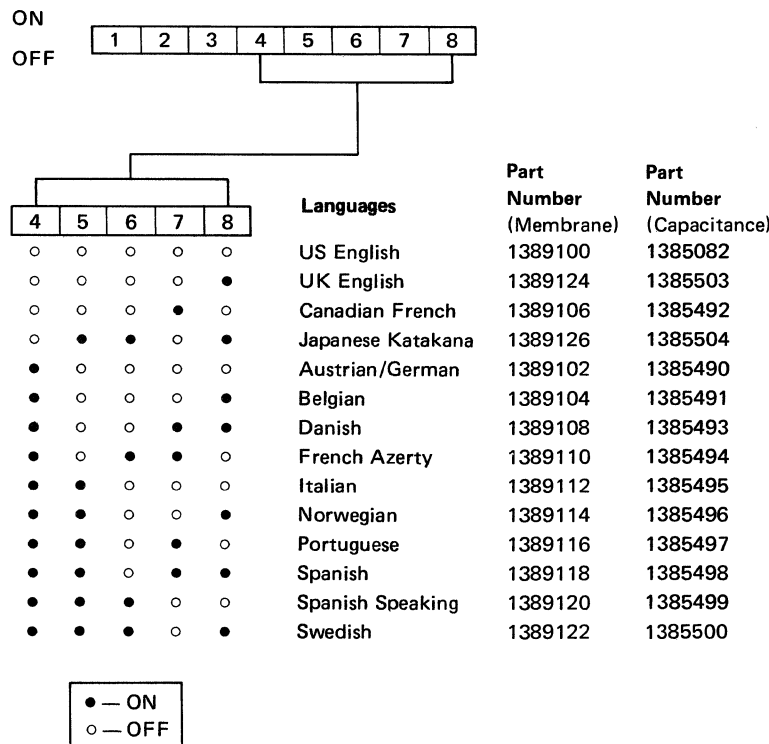 ON
OFF
1 2 3 4 5 6 7 8
4 5 6 7 8 Languages Part Number (Membrane) Part Number (Capacitance)
○ ○ ○ ○ ○ US English 1389100 1385082
○ ○ ○ ○ ● UK English 1389124 1385503
○ ○ ○ ● ○ Canadian French 1389106 1385492
○ ● ● ○ ● Japanese Katakana 1389126 1385504
● ○ ○ ○ ○ Austrian/German 1389102 1385490
● ○ ○ ○ ● Belgian 1389104 1385491
● ○ ○ ● ● Danish 1389108 1385493
● ○ ● ● ○ French Azerty 1389110 1385494
● ● ○ ○ ○ Italian 1389112 1385495
● ● ○ ○ ● Norwegian 1389114 1385496
● ● ○ ● ○ Portuguese 1389116 1385497
● ● ○ ● ● Spanish 1389118 1385498
● ● ● ○ ○ Spanish Speaking 1389120 1385499
● ● ● ○ ● Swedish 1389122 1385500
● — ON
○ — OFF